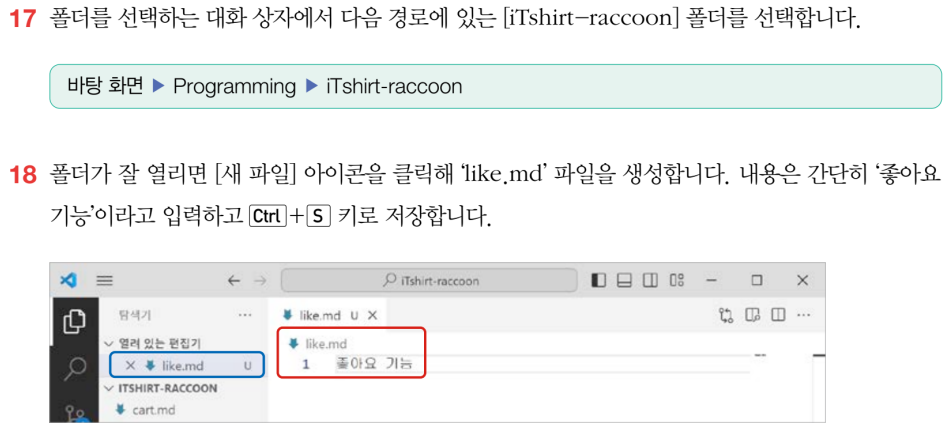 17 폴더를 선택하는 대화 상자에서 다음 경로에 있는 [iTshirt-raccoon] 폴더를 선택합니다.
바탕 화면 ▶ Programming ▶ iTshirt-raccoon
18 폴더가 잘 열리면 [새 파일] 아이콘을 클릭해 'like.md' 파일을 생성합니다. 내용은 간단히 '좋아요
기능'이라고 입력하고 Ctrl+S 키로 저장합니다.
iTshirt-raccoon
탐색기 ··· like.md U ×
열려 있는 편집기 like.md
× like.md U 1 좋아요 기능
ITSHIRT-RACCOON
cart.md